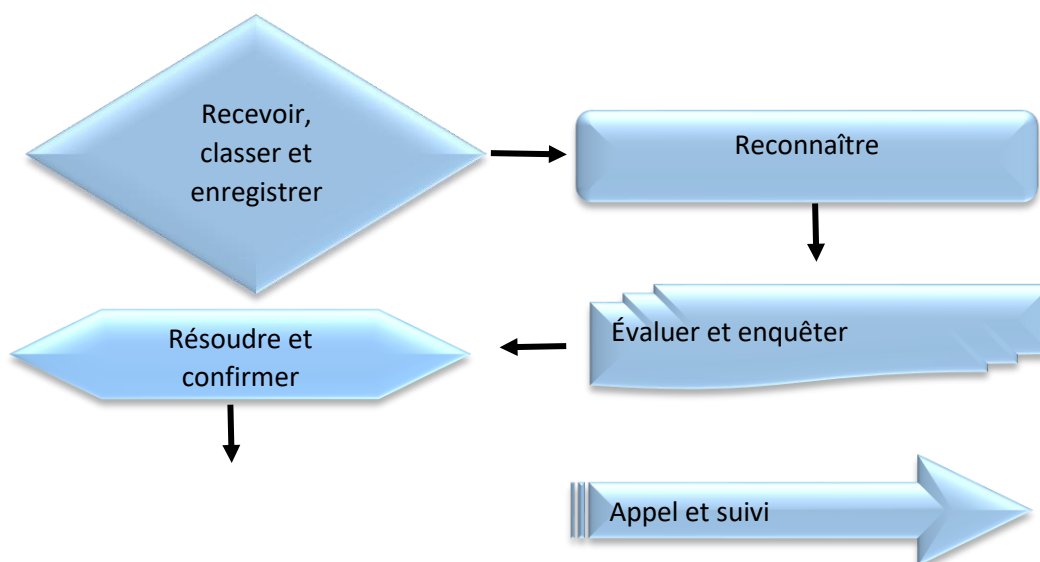 Recevoir,
classer et
enregistrer
Reconnaître
Évaluer et enquêter
Résoudre et
confirmer
Appel et suivi